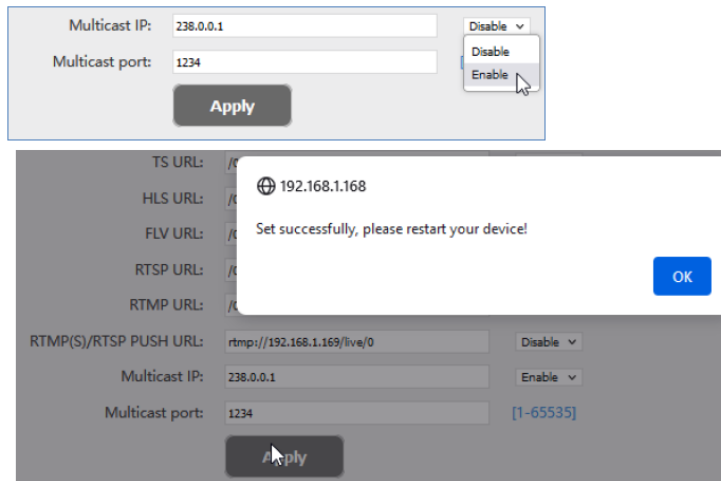 Multicast IP: 238.0.0.1 Disable
Disable
Multicast port: 1234
Enable
Apply
TS URL:
192.168.1.168
HLS URL:
Set successfully, please restart your device!
FLV URL:
RTSP URL:
OK
RTMP URL:
RTMP(S)/RTSP PUSH URL: rtmp://192.168.1.169/live/0 Disable
Multicast IP: 238.0.0.1 Enable
Multicast port: 1234 [1-65535]
Apply